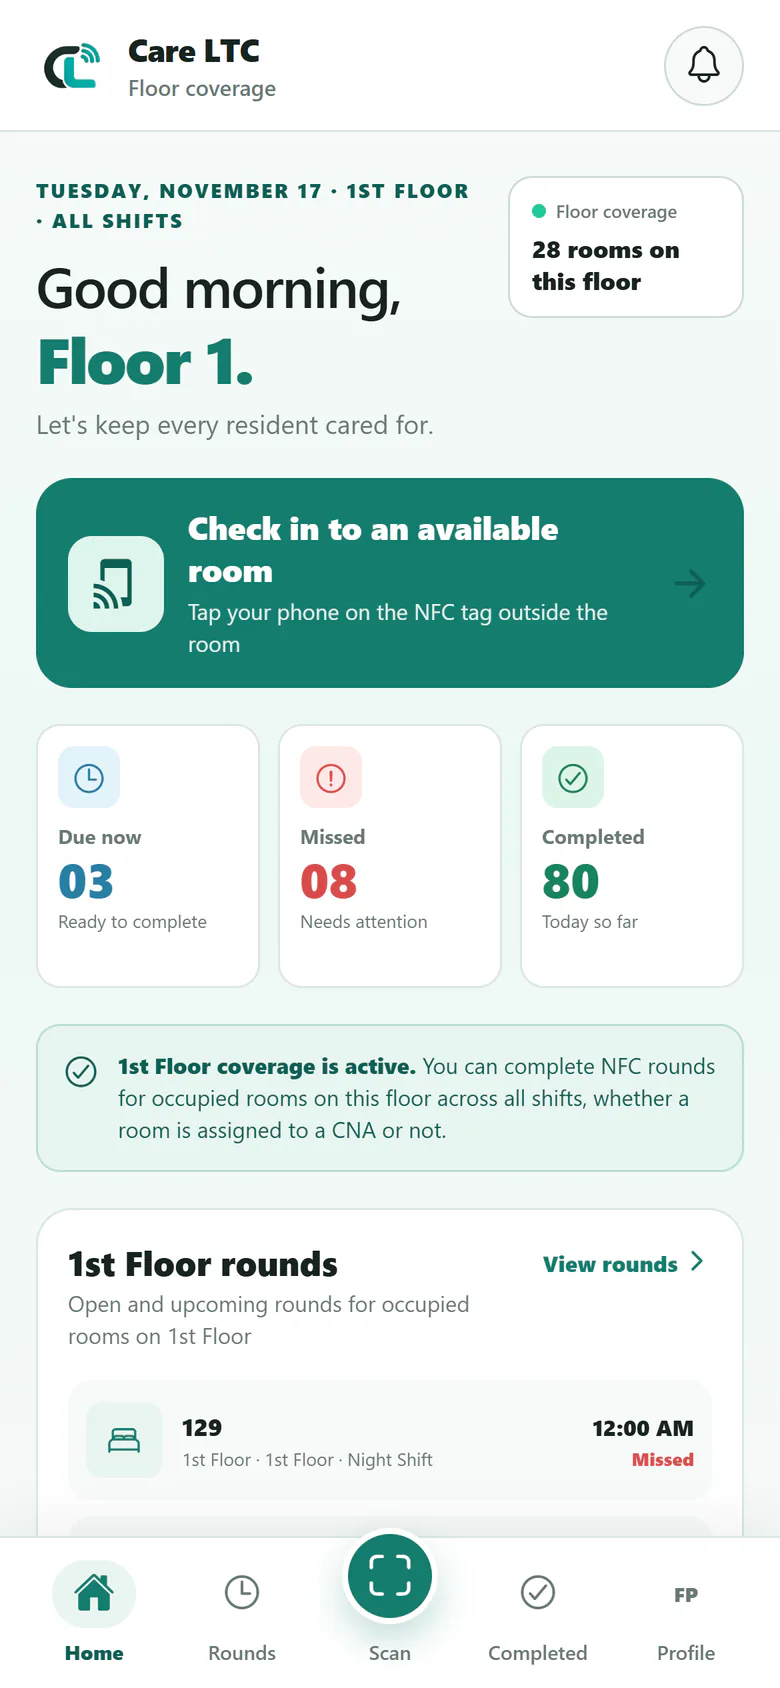 Care LTC
Floor coverage
TUESDAY, NOVEMBER 17 · 1ST FLOOR
· ALL SHIFTS
Floor coverage
28 rooms on
this floor
Good morning,
Floor 1.
Let's keep every resident cared for.
Check in to an available
room
Tap your phone on the NFC tag outside the
room
Due now
03
Ready to complete
Missed
08
Needs attention
Completed
80
Today so far
1st Floor coverage is active. You can complete NFC rounds
for occupied rooms on this floor across all shifts, whether a
room is assigned to a CNA or not.
1st Floor rounds
View rounds
Open and upcoming rounds for occupied
rooms on 1st Floor
129
12:00 AM
1st Floor · 1st Floor · Night Shift
Missed
Home
Rounds
Scan
Completed
FP
Profile